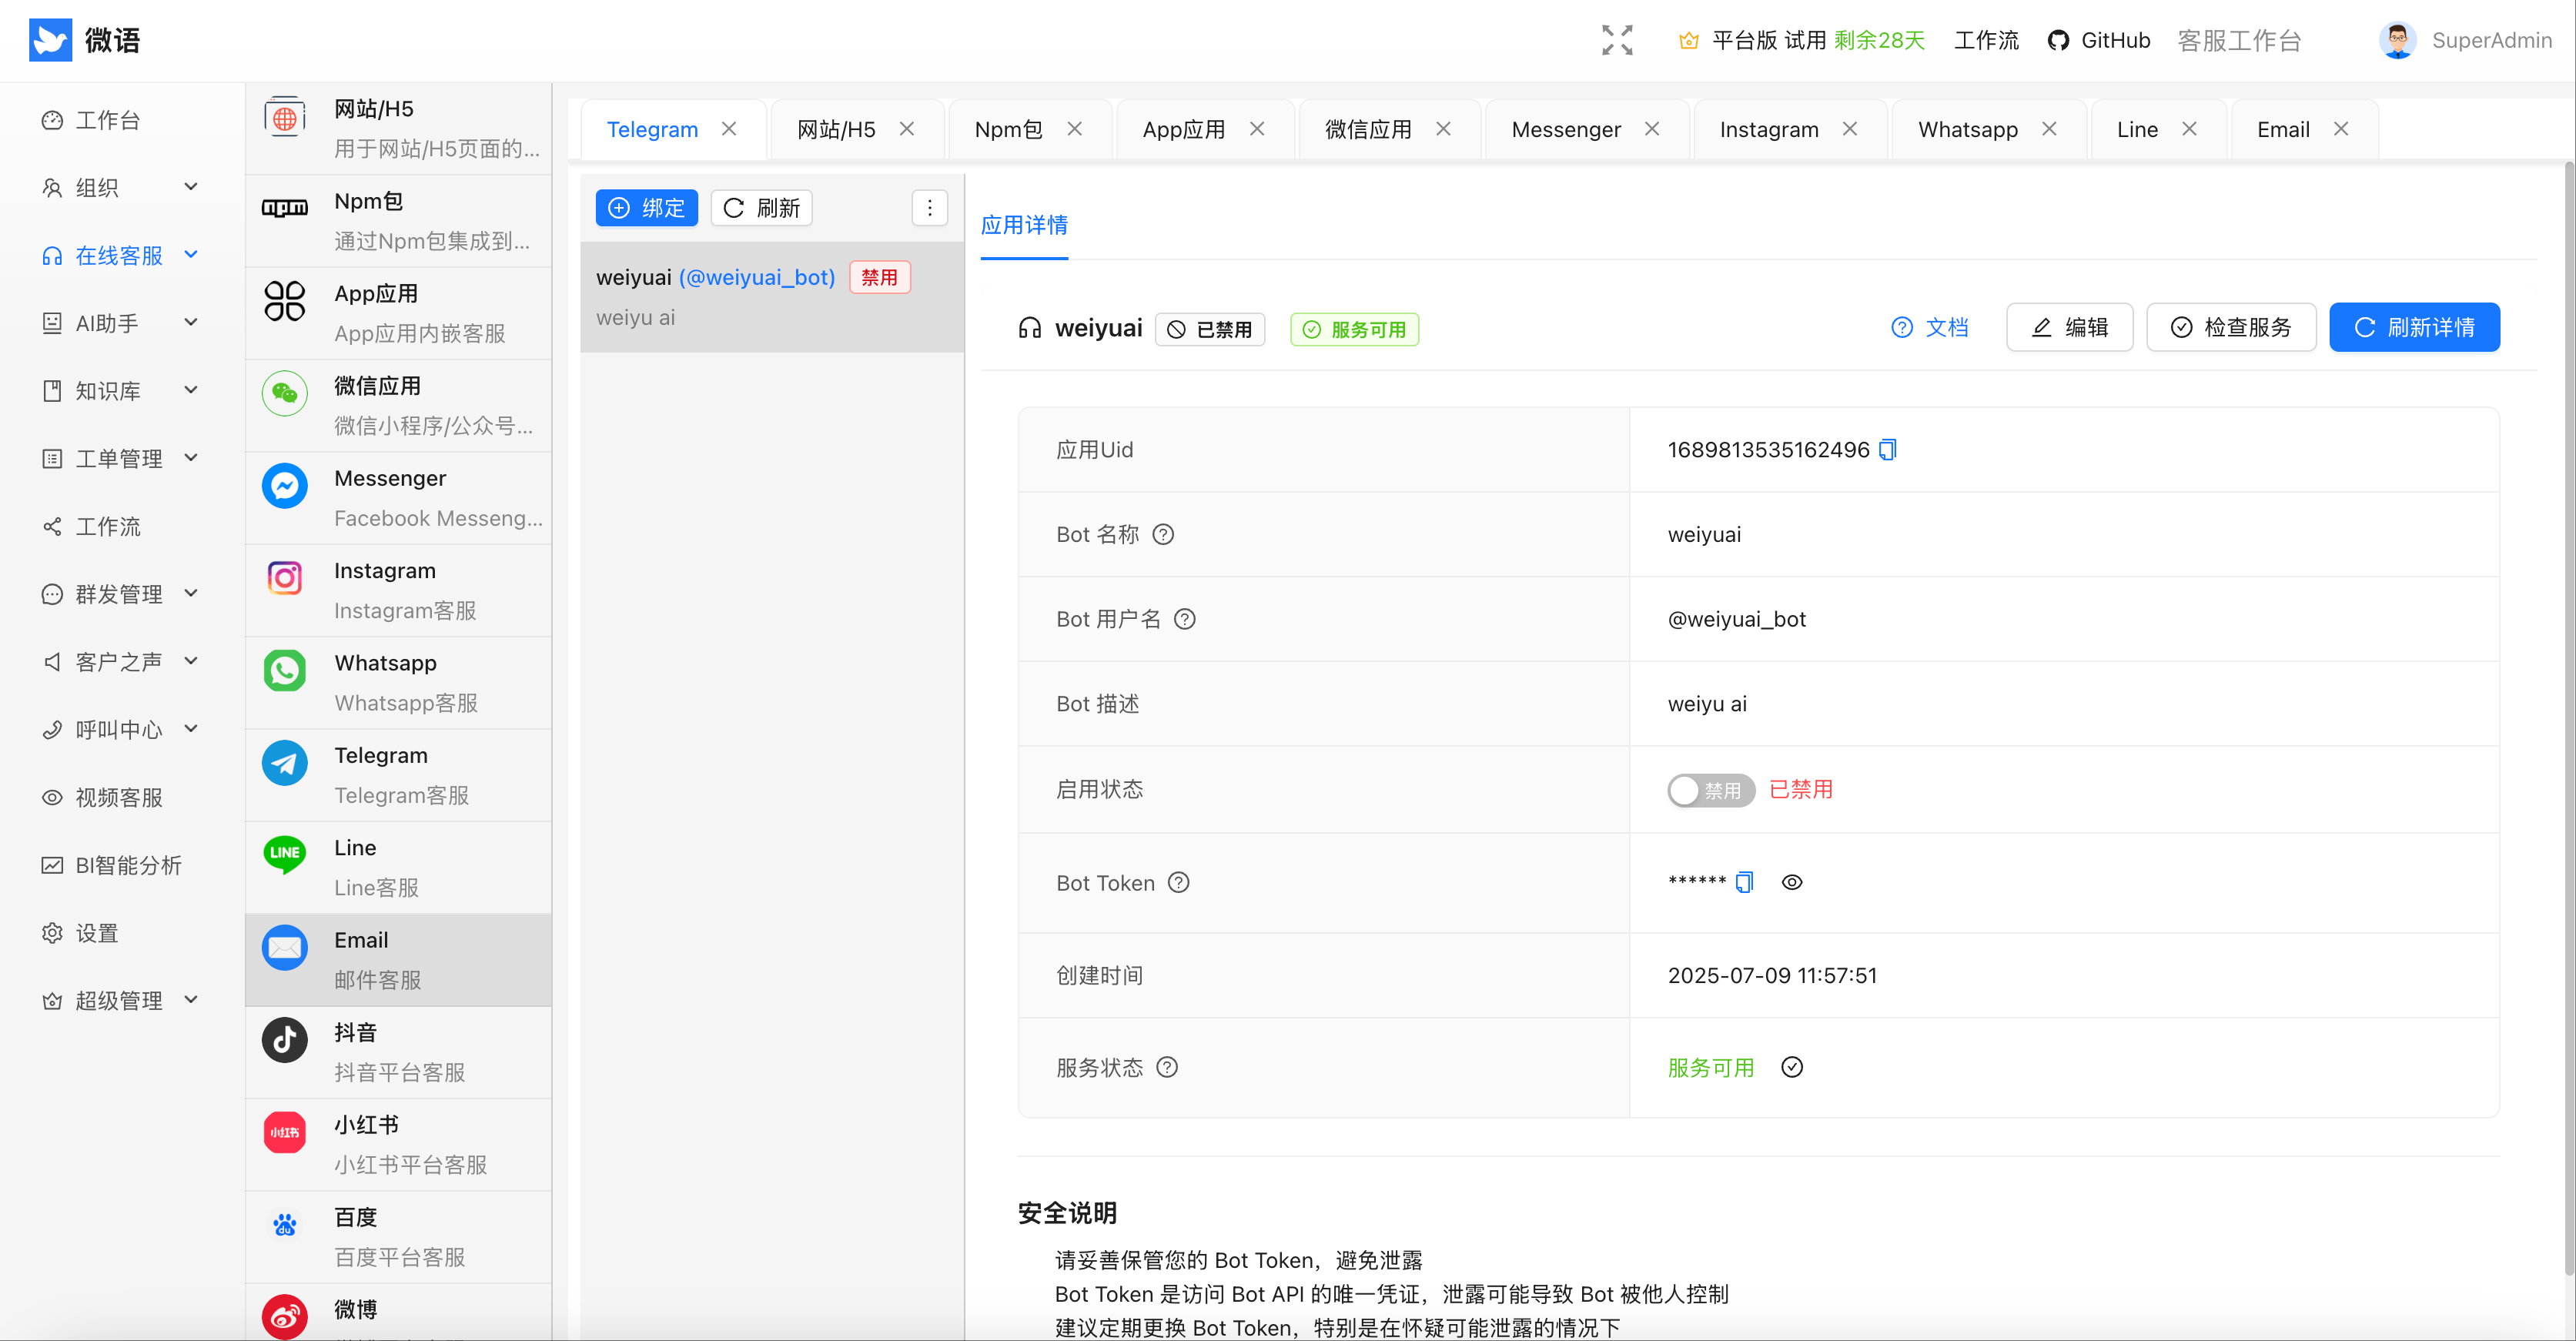 微语
平台版 试用 剩余28天
工作流
GitHub
客服工作台
SuperAdmin
工作台
组织
在线客服
AI助手
知识库
工单管理
工作流
群发管理
客户之声
呼叫中心
视频客服
BI智能分析
设置
超级管理
网站/H5
用于网站/H5页面的...
npm
Npm包
通过Npm包集成到...
App应用
App应用内嵌客服
微信应用
微信小程序/公众号...
Messenger
Facebook Messeng...
Instagram
Instagram客服
Whatsapp
Whatsapp客服
Telegram
Telegram客服
LINE
Line
Line客服
Email
邮件客服
抖音
抖音平台客服
小红书
小红书
小红书平台客服
du
百度
百度平台客服
微博
Telegram
网站/H5
Npm包
App应用
微信应用
Messenger
Instagram
Whatsapp
Line
Email
绑定
刷新
weiyuai (@weiyuai_bot) 禁用
weiyu ai
应用详情
weiyuai 已禁用 服务可用
文档
编辑
检查服务
刷新详情
应用Uid
1689813535162496
Bot 名称
weiyuai
Bot 用户名
@weiyuai_bot
Bot 描述
weiyu ai
启用状态
禁用 已禁用
Bot Token
******
创建时间
2025-07-09 11:57:51
服务状态
服务可用
安全说明
请妥善保管您的 Bot Token，避免泄露
Bot Token 是访问 Bot API 的唯一凭证，泄露可能导致 Bot 被他人控制
建议定期更换 Bot Token，特别是在怀疑可能泄露的情况下